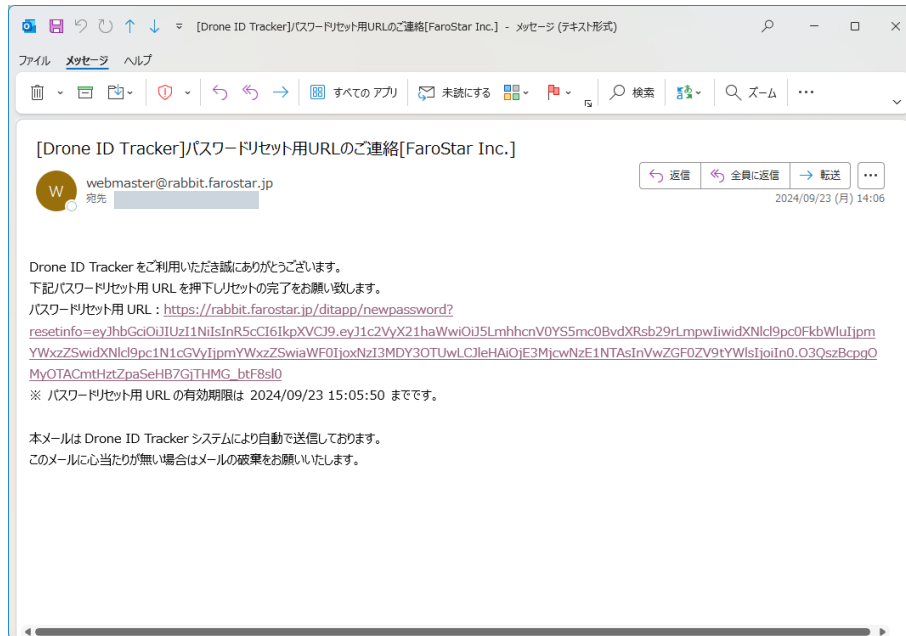 [Drone ID Tracker]パスワードリセット用URLのご連絡[FaroStar Inc.] - メッセージ (テキスト形式)
ファイル メッセージ ヘルプ
すべての アプリ 未読にする 検索 ズーム
[Drone ID Tracker]パスワードリセット用URLのご連絡[FaroStar Inc.]
W
webmaster@rabbit.farostar.jp
宛先
返信 全員に返信 転送
2024/09/23 (月) 14:06
Drone ID Tracker をご利用いただき誠にありがとうございます。
下記パスワードリセット用 URL を押下しリセットの完了をお願い致します。
パスワードリセット用 URL : https://rabbit.farostar.jp/ditapp/newpassword?
resetinfo=eyJhbGciOiJIUzI1NiIsInR5cCI6IkpXVCJ9.eyJ1c2VyX21haWwiOiJ5LmhhcnV0YS5mc0BvdXRsb29rLmpwIiwidXNlcl9pc0FkbWluIjpm
YWxzZSwidXNlcl9pc1N1cGVyIjpmYWxzZSwiaWF0IjoxNzI3MDY3OTUwLCJleHAiOjE3MjcwNzE1NTAsInVwZGF0ZV9tYWlsIjoiIn0.O3QszBcpgO
MyOTACmtHztZpaSeHB7GjTHMG_btF8sl0
※ パスワードリセット用 URL の有効期限は 2024/09/23 15:05:50 までです。
本メールは Drone ID Tracker システムにより自動で送信しております。
このメールに心当たりが無い場合はメールの破棄をお願いいたします。